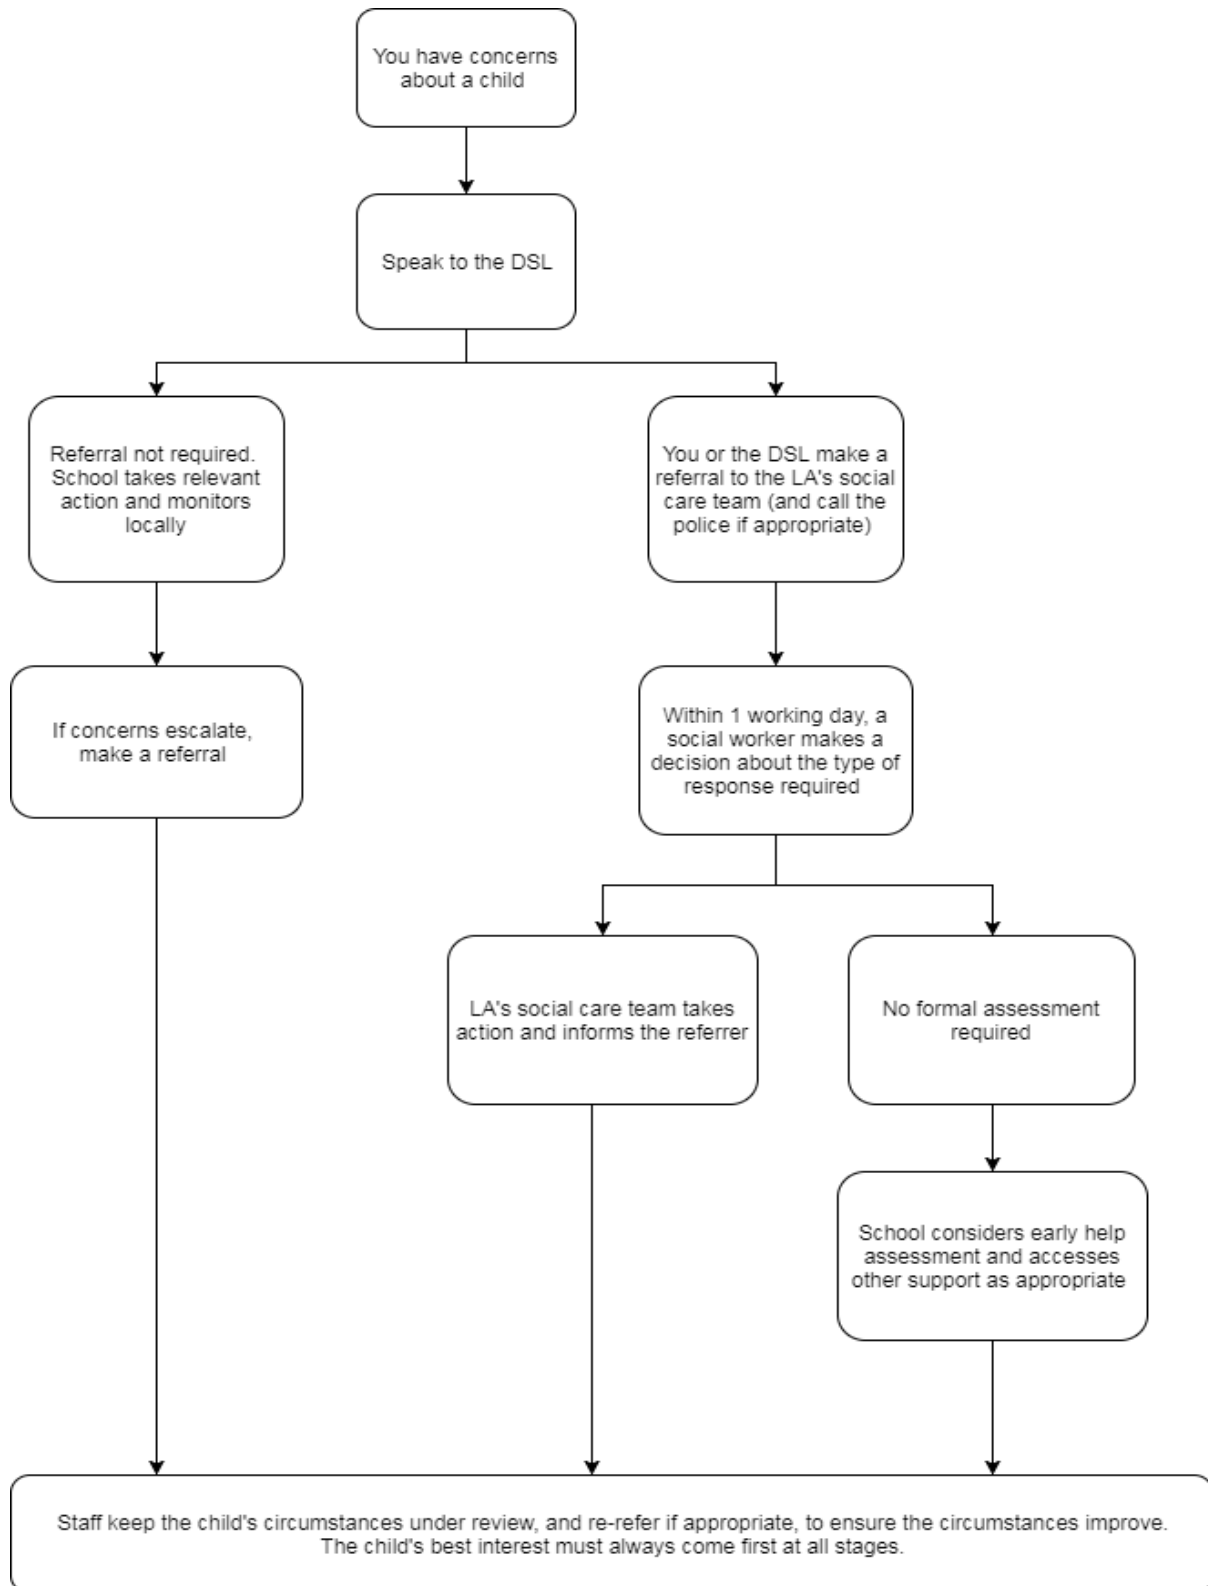 You have concerns
about a child
Speak to the DSL
Referral not required.
School takes relevant
action and monitors
locally
You or the DSL make a
referral to the LA's social
care team (and call the
police if appropriate)
If concerns escalate,
make a referral
Within 1 working day, a
social worker makes a
decision about the type of
response required
LA's social care team takes
action and informs the referrer
No formal assessment
required
School considers early help
assessment and accesses
other support as appropriate
Staff keep the child's circumstances under review, and re-refer if appropriate, to ensure the circumstances improve.
The child's best interest must always come first at all stages.